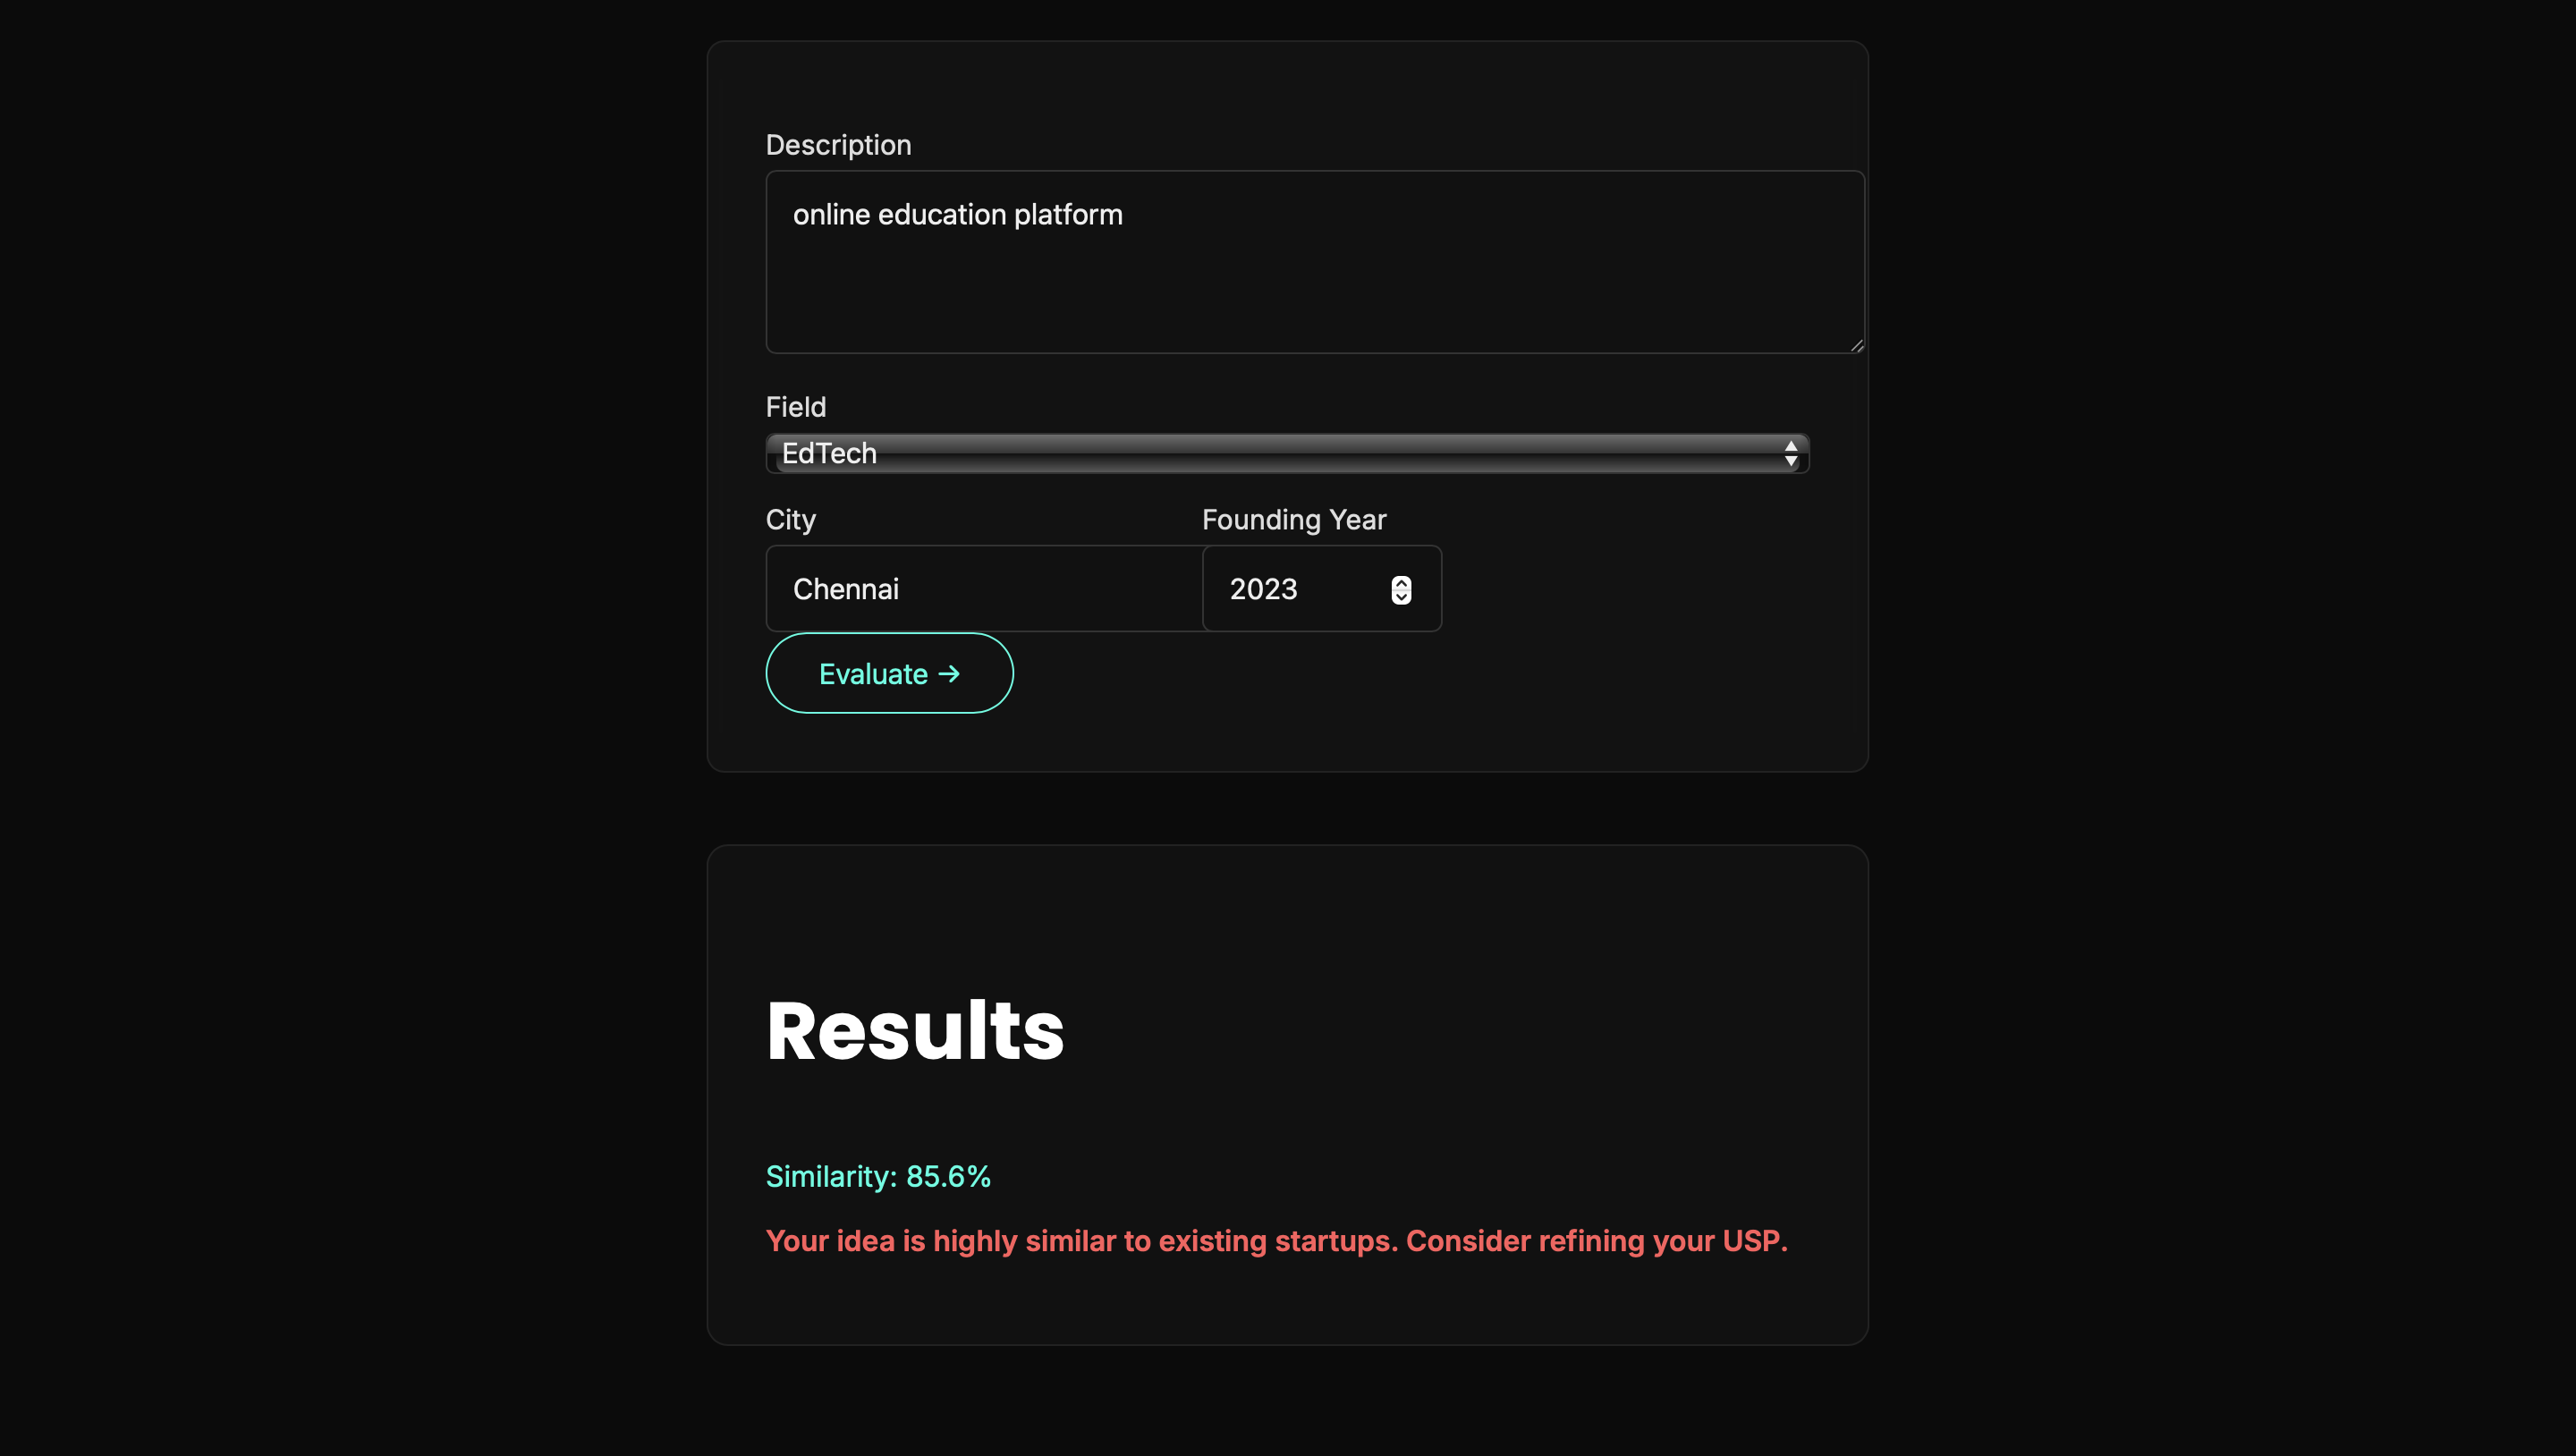 Description
online education platform
Field
EdTech
City
Founding Year
Chennai
2023
Evaluate →
Results
Similarity: 85.6%
Your idea is highly similar to existing startups. Consider refining your USP.